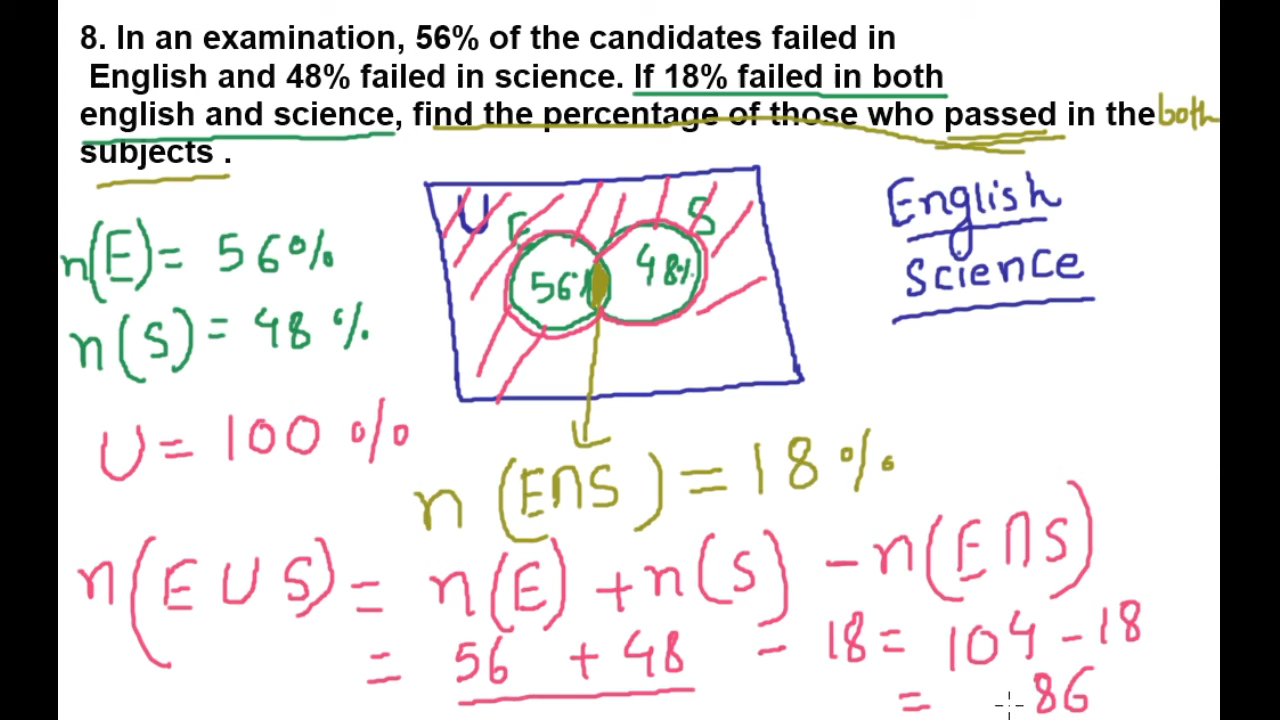 8. In an examination, 56% of the candidates failed in
English and 48% failed in science. If 18% failed in both
english and science, find the percentage of those who passed in the both
subjects .
U E S
English
n(E) = 56%
56% 48%
Science
n(S) = 48 %
U = 100 %
n (E∩S) = 18 %
n(E U S) = n(E) + n(S) - n(E∩S)
= 56 + 48 - 18 = 104 - 18
= 86